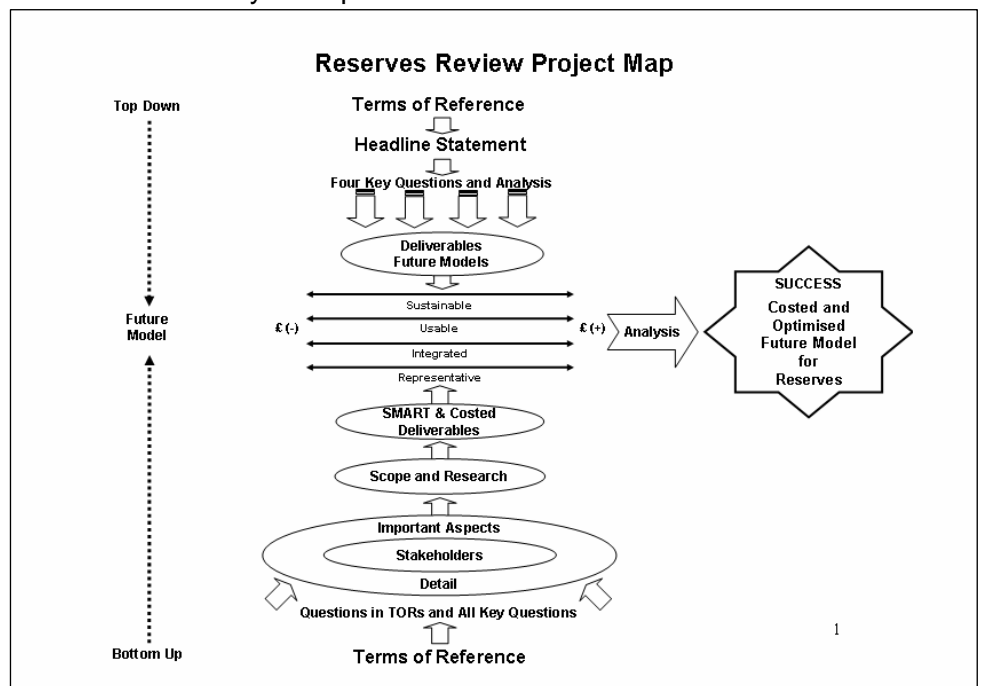 Reserves Review Project Map
Top Down
Terms of Reference
Headline Statement
Four Key Questions and Analysis
Deliverables
Future Models
Sustainable
£ (-)
Usable
£ (+)
Integrated
Representative
Future
Model
Analysis
SUCCESS
Costed and
Optimised
Future Model
for
Reserves
SMART & Costed
Deliverables
Scope and Research
Important Aspects
Stakeholders
Detail
Questions in TORs and All Key Questions
Bottom Up
Terms of Reference
1